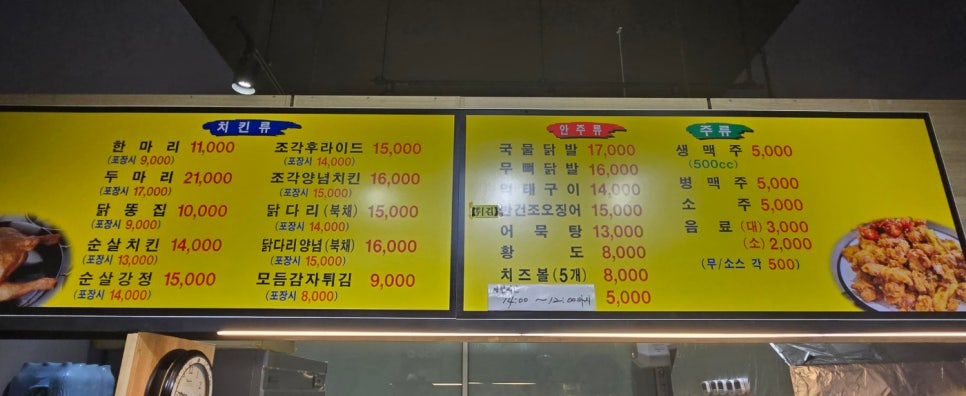 치킨류
한마리 11,000
(포장시 9,000)
두마리 21,000
(포장시 17,000)
닭똥집 10,000
(포장시 9,000)
순살치킨 14,000
(포장시 13,000)
순살강정 15,000
(포장시 14,000)
조각후라이드 15,000
(포장시 14,000)
조각양념치킨 16,000
(포장시 15,000)
닭다리(북채) 15,000
(포장시 14,000)
닭다리양념(북채) 16,000
(포장시 15,000)
모듬감자튀김 9,000
(포장시 8,000)
안주류
국물닭발 17,000
무뼈닭발 16,000
먹태구이 14,000
반건조오징어 15,000
어묵탕 13,000
황도 8,000
치즈볼(5개) 8,000
14:00 ~ 12:00 5,000
주류
생맥주 5,000
(500cc)
병맥주 5,000
소주 5,000
음료 (대) 3,000
(소) 2,000
(무/소스 각 500)